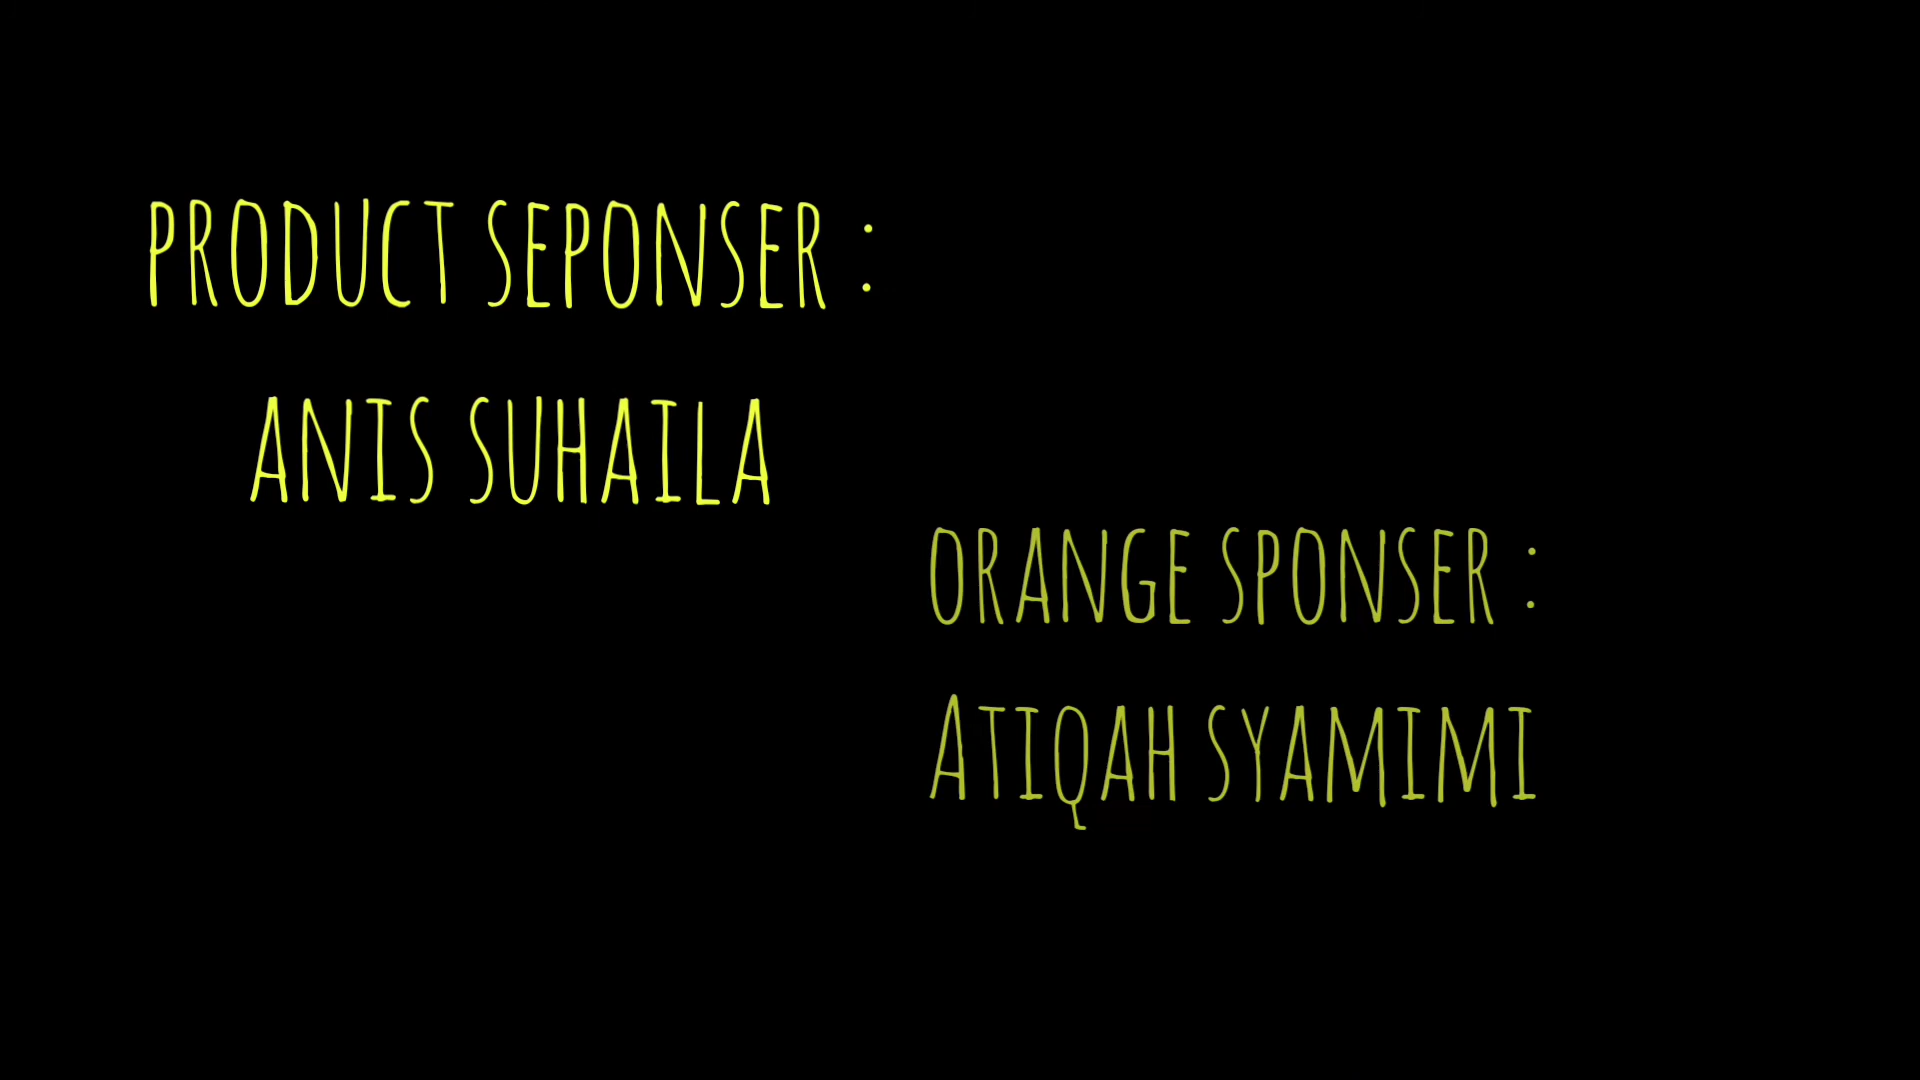 PRODUCT SEPONSER :
ANIS SUHAILA
ORANGE SPONSER :
ATIQAH SYAMIMI